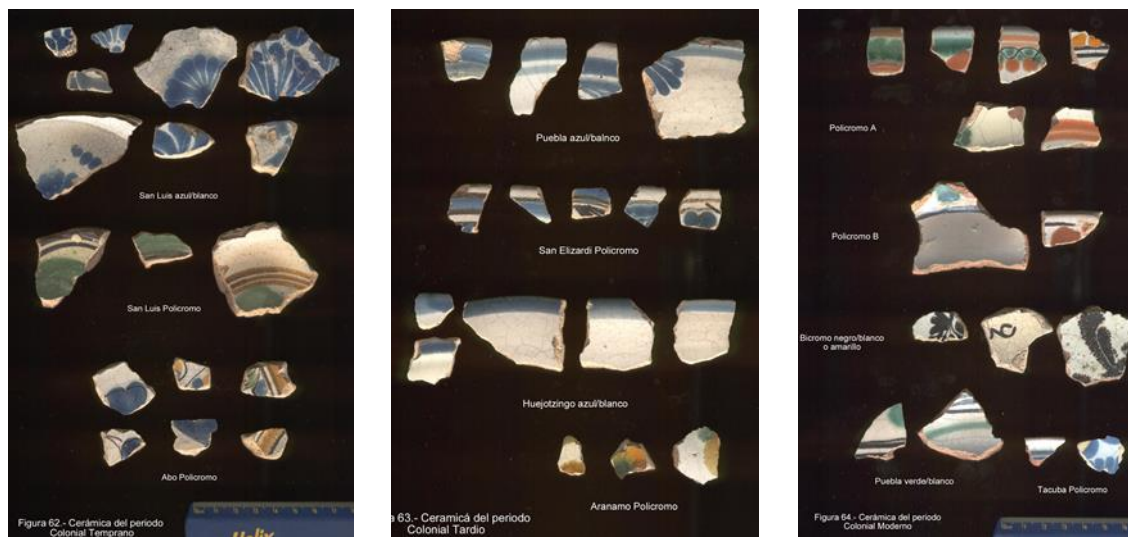 San Luis azul/blanco
San Luis Policromo
Abo Policromo
Figura 62.- Cerámica del periodo
Colonial Temprano
Helix
Puebla azul/balnco
San Elizardi Policromo
Huejotzingo azul/blanco
Aranamo Policromo
a 63.- Ceramicá del periodo
Colonial Tardio
Policromo A
Policromo B
Bicromo negro/blanco
o amarillo
Puebla verde/blanco
Tacuba Policromo
Figura 64.- Cerámica del periodo
Colonial Moderno